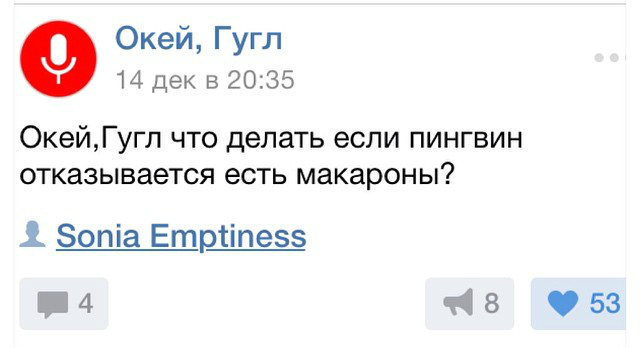 Окей, Гугл
14 дек в 20:35
Окей,Гугл что делать если пингвин
отказывается есть макароны?
Sonia Emptiness
4
8
53